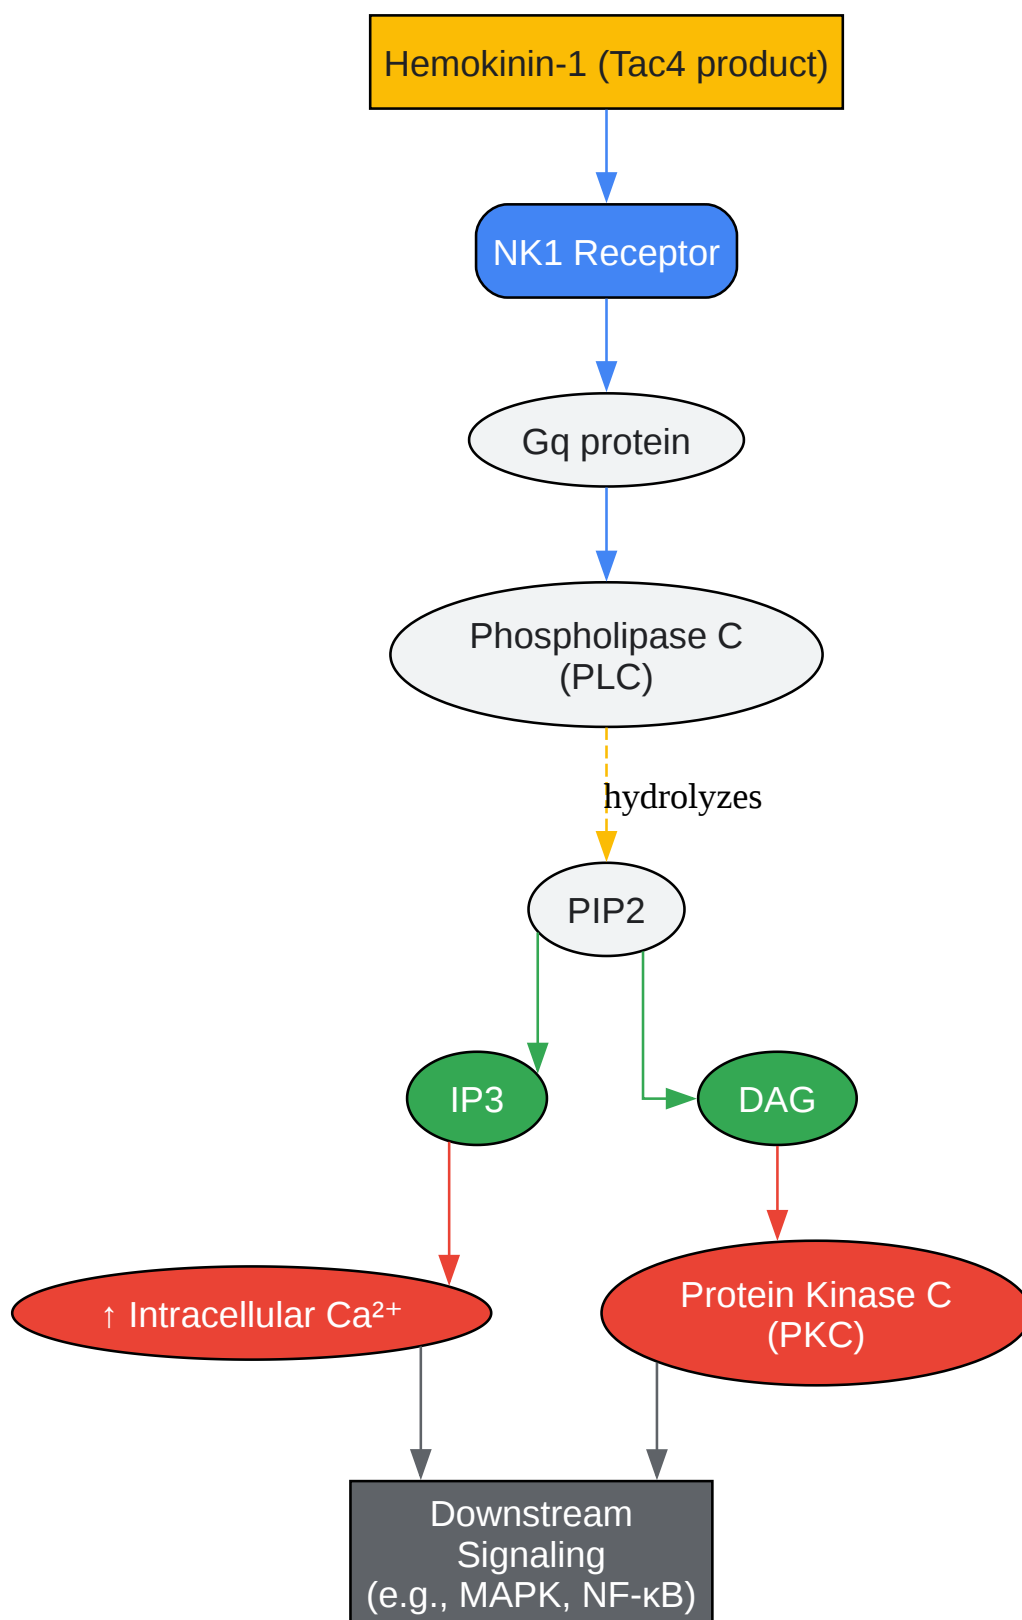 Hemokinin-1 (Tac4 product)
NK1 Receptor
Gq protein
Phospholipase C
(PLC)
hydrolyzes
PIP2
IP3
DAG
↑ Intracellular Ca²⁺
Protein Kinase C
(PKC)
Downstream
Signaling
(e.g., MAPK, NF-κB)